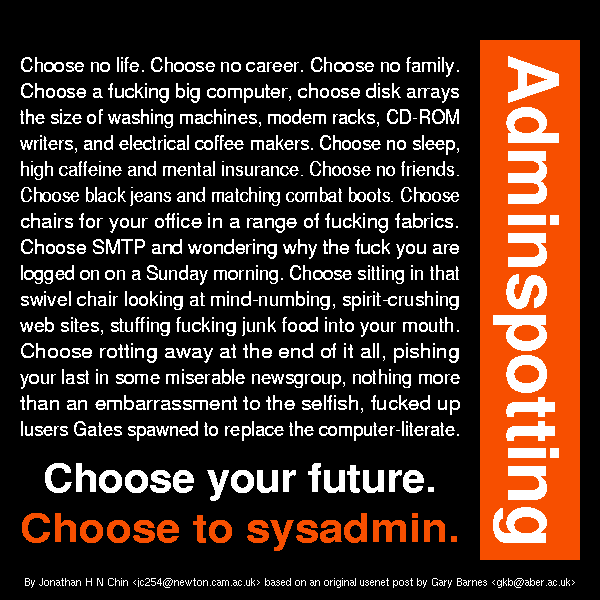 Choose no life. Choose no career. Choose no family.
Choose a fucking big computer, choose disk arrays
the size of washing machines, modem racks, CD-ROM
writers, and electrical coffee makers. Choose no sleep,
high caffeine and mental insurance. Choose no friends.
Choose black jeans and matching combat boots. Choose
chairs for your office in a range of fucking fabrics.
Choose SMTP and wondering why the fuck you are
logged on on a Sunday morning. Choose sitting in that
swivel chair looking at mind-numbing, spirit-crushing
web sites, stuffing fucking junk food into your mouth.
Choose rotting away at the end of it all, pishing
your last in some miserable newsgroup, nothing more
than an embarrassment to the selfish, fucked up
lusers Gates spawned to replace the computer-literate.
Choose your future.
Choose to sysadmin.
Adminspotting
By Jonathan H N Chin <jc254@newton.cam.ac.uk> based on an original usenet post by Gary Barnes <gkb@aber.ac.uk>